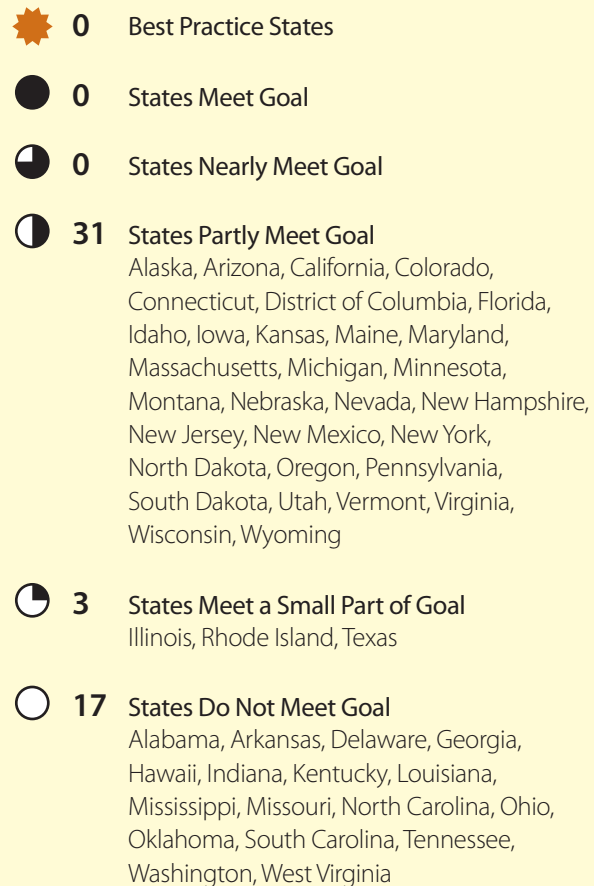 0 Best Practice States
0 States Meet Goal
0 States Nearly Meet Goal
31 States Partly Meet Goal
Alaska, Arizona, California, Colorado,
Connecticut, District of Columbia, Florida,
Idaho, Iowa, Kansas, Maine, Maryland,
Massachusetts, Michigan, Minnesota,
Montana, Nebraska, Nevada, New Hampshire,
New Jersey, New Mexico, New York,
North Dakota, Oregon, Pennsylvania,
South Dakota, Utah, Vermont, Virginia,
Wisconsin, Wyoming
3 States Meet a Small Part of Goal
Illinois, Rhode Island, Texas
17 States Do Not Meet Goal
Alabama, Arkansas, Delaware, Georgia,
Hawaii, Indiana, Kentucky, Louisiana,
Mississippi, Missouri, North Carolina, Ohio,
Oklahoma, South Carolina, Tennessee,
Washington, West Virginia